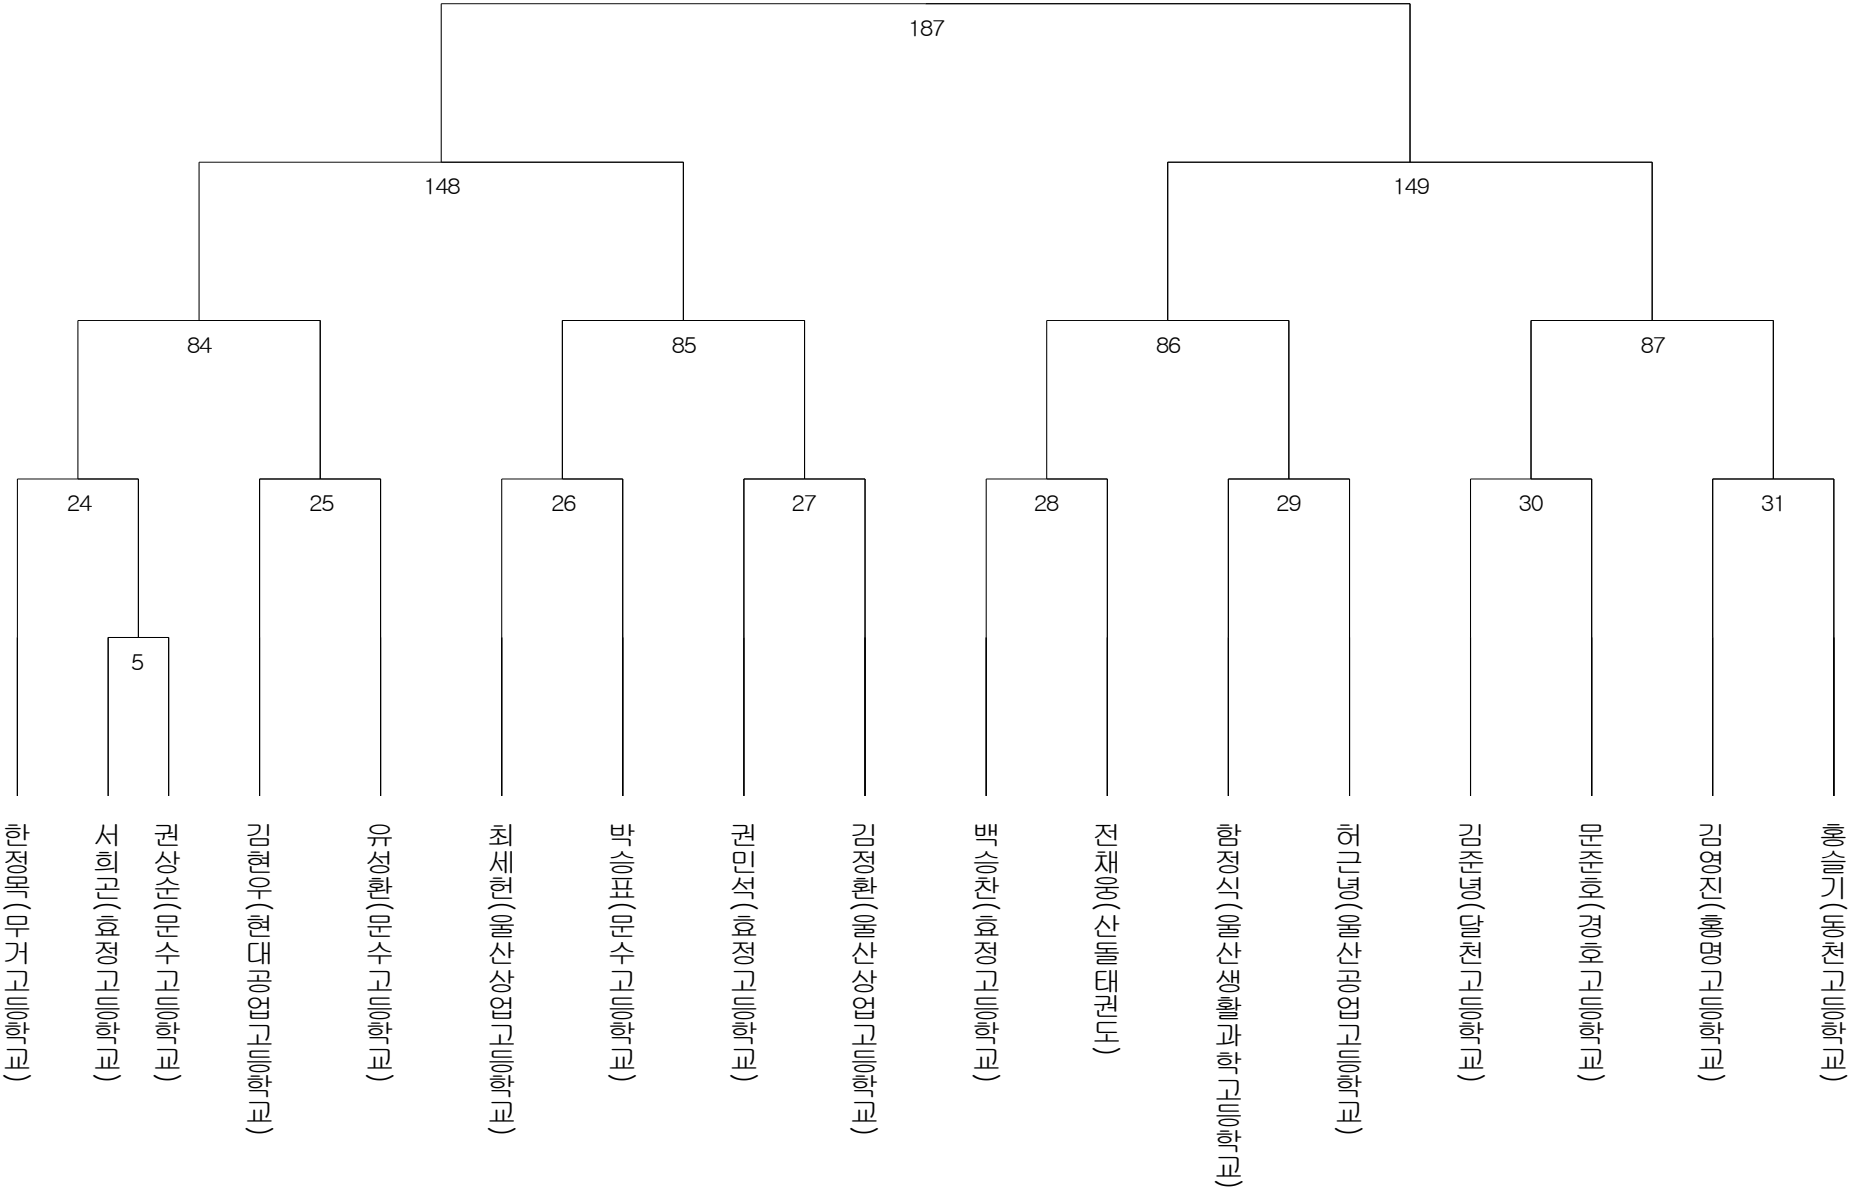 187
148
149
84
85
86
87
24
25
26
27
28
29
30
31
5
한정목(무거고등학교)
서희곤(효정고등학교)
권상순(문수고등학교)
김현우(현대공업고등학교)
유성환(문수고등학교)
최세헌(울산상업고등학교)
박승표(문수고등학교)
권민석(효정고등학교)
김정환(울산상업고등학교)
백승찬(효정고등학교)
전채웅(산돌태권도)
함정식(울산생활과학고등학교)
허근녕(울산공업고등학교)
김준녕(달천고등학교)
문준호(경호고등학교)
김영진(홍명고등학교)
홍슬기(동천고등학교)